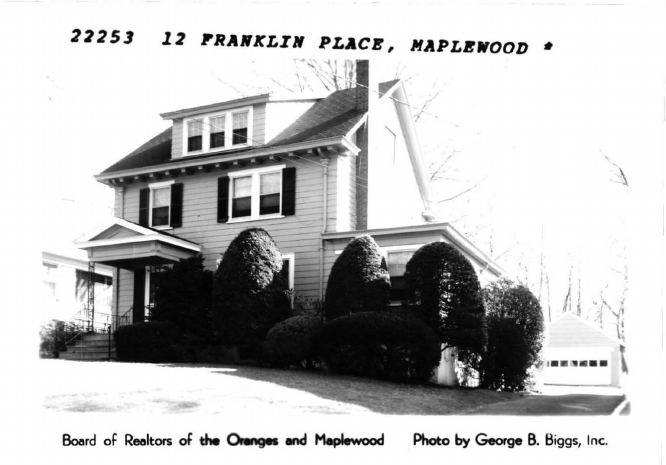 22253 12 FRANKLIN PLACE, MAPLEWOOD *
Board of Realtors of the Oranges and Maplewood Photo by George B. Biggs, Inc.